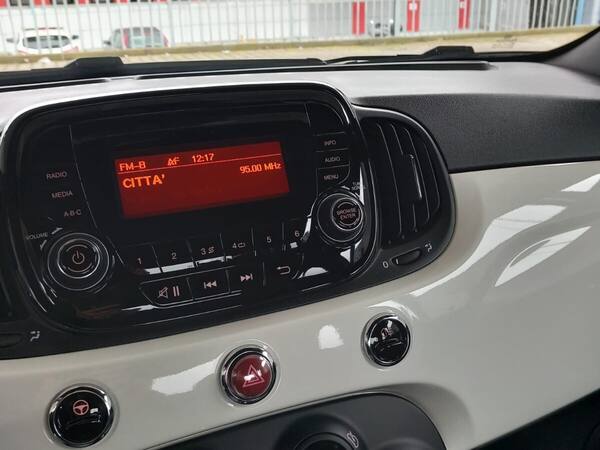 FM-B AF 12:17
CITTA' 95.00 MHz
RADIO
MEDIA
A-B-C
VOLUME
INFO
AUDIO
MENU
BROWSE
ENTER
1 2 3 4 5 6
0